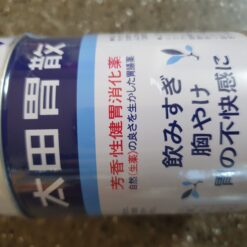 太田胃散
芳香性健胃消化薬
自然〈生薬〉の良さを生かした胃腸薬
飲みすぎ
胸やけ
胃の不快感に